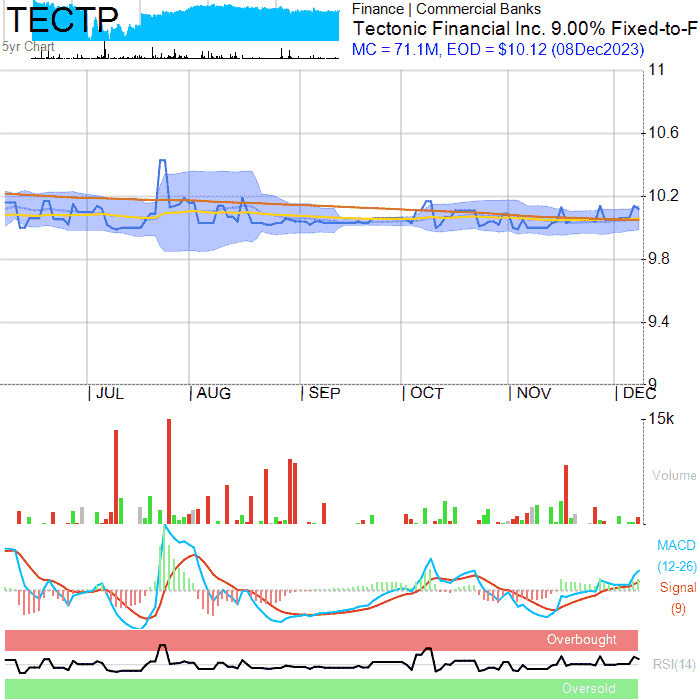 TECTP
5yr Chart
Finance | Commercial Banks
Tectonic Financial Inc. 9.00% Fixed-to-F
MC = 71.1M, EOD = $10.12 (08Dec2023)
11
10.6
10.2
9.8
9.4
9
JUL AUG SEP OCT NOV DEC
15k
Volume
MACD
(12-26)
Signal
(9)
Overbought
RSI(14)
Oversold